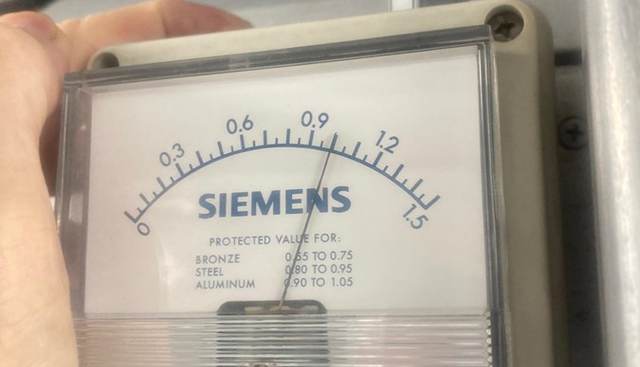 0 0.3 0.6 0.9 1.2 1.5
SIEMENS
PROTECTED VALUE FOR:
BRONZE 0.55 TO 0.75
STEEL 0.80 TO 0.95
ALUMINUM 0.90 TO 1.05